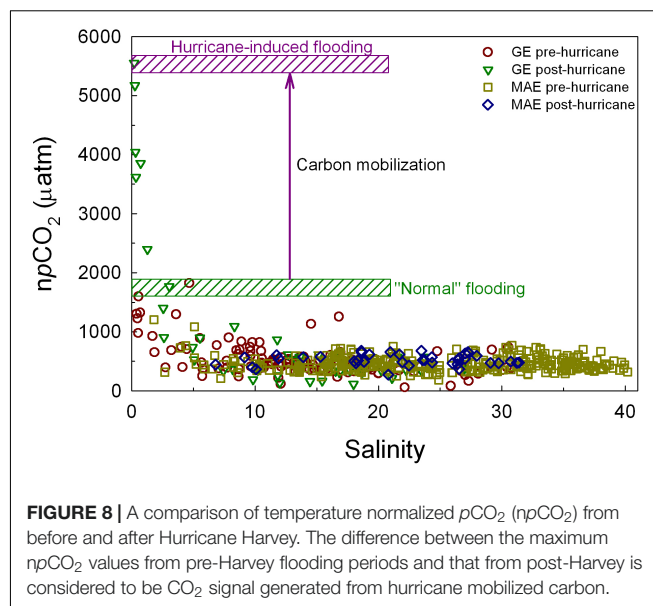 6000
5000
4000
3000
2000
1000
0
npCO₂ (μatm)
Hurricane-induced flooding
GE pre-hurricane
GE post-hurricane
MAE pre-hurricane
MAE post-hurricane
Carbon mobilization
"Normal" flooding
0 10 20 30 40
Salinity
FIGURE 8 | A comparison of temperature normalized pCO₂ (npCO₂) from
before and after Hurricane Harvey. The difference between the maximum
npCO₂ values from pre-Harvey flooding periods and that from post-Harvey is
considered to be CO₂ signal generated from hurricane mobilized carbon.